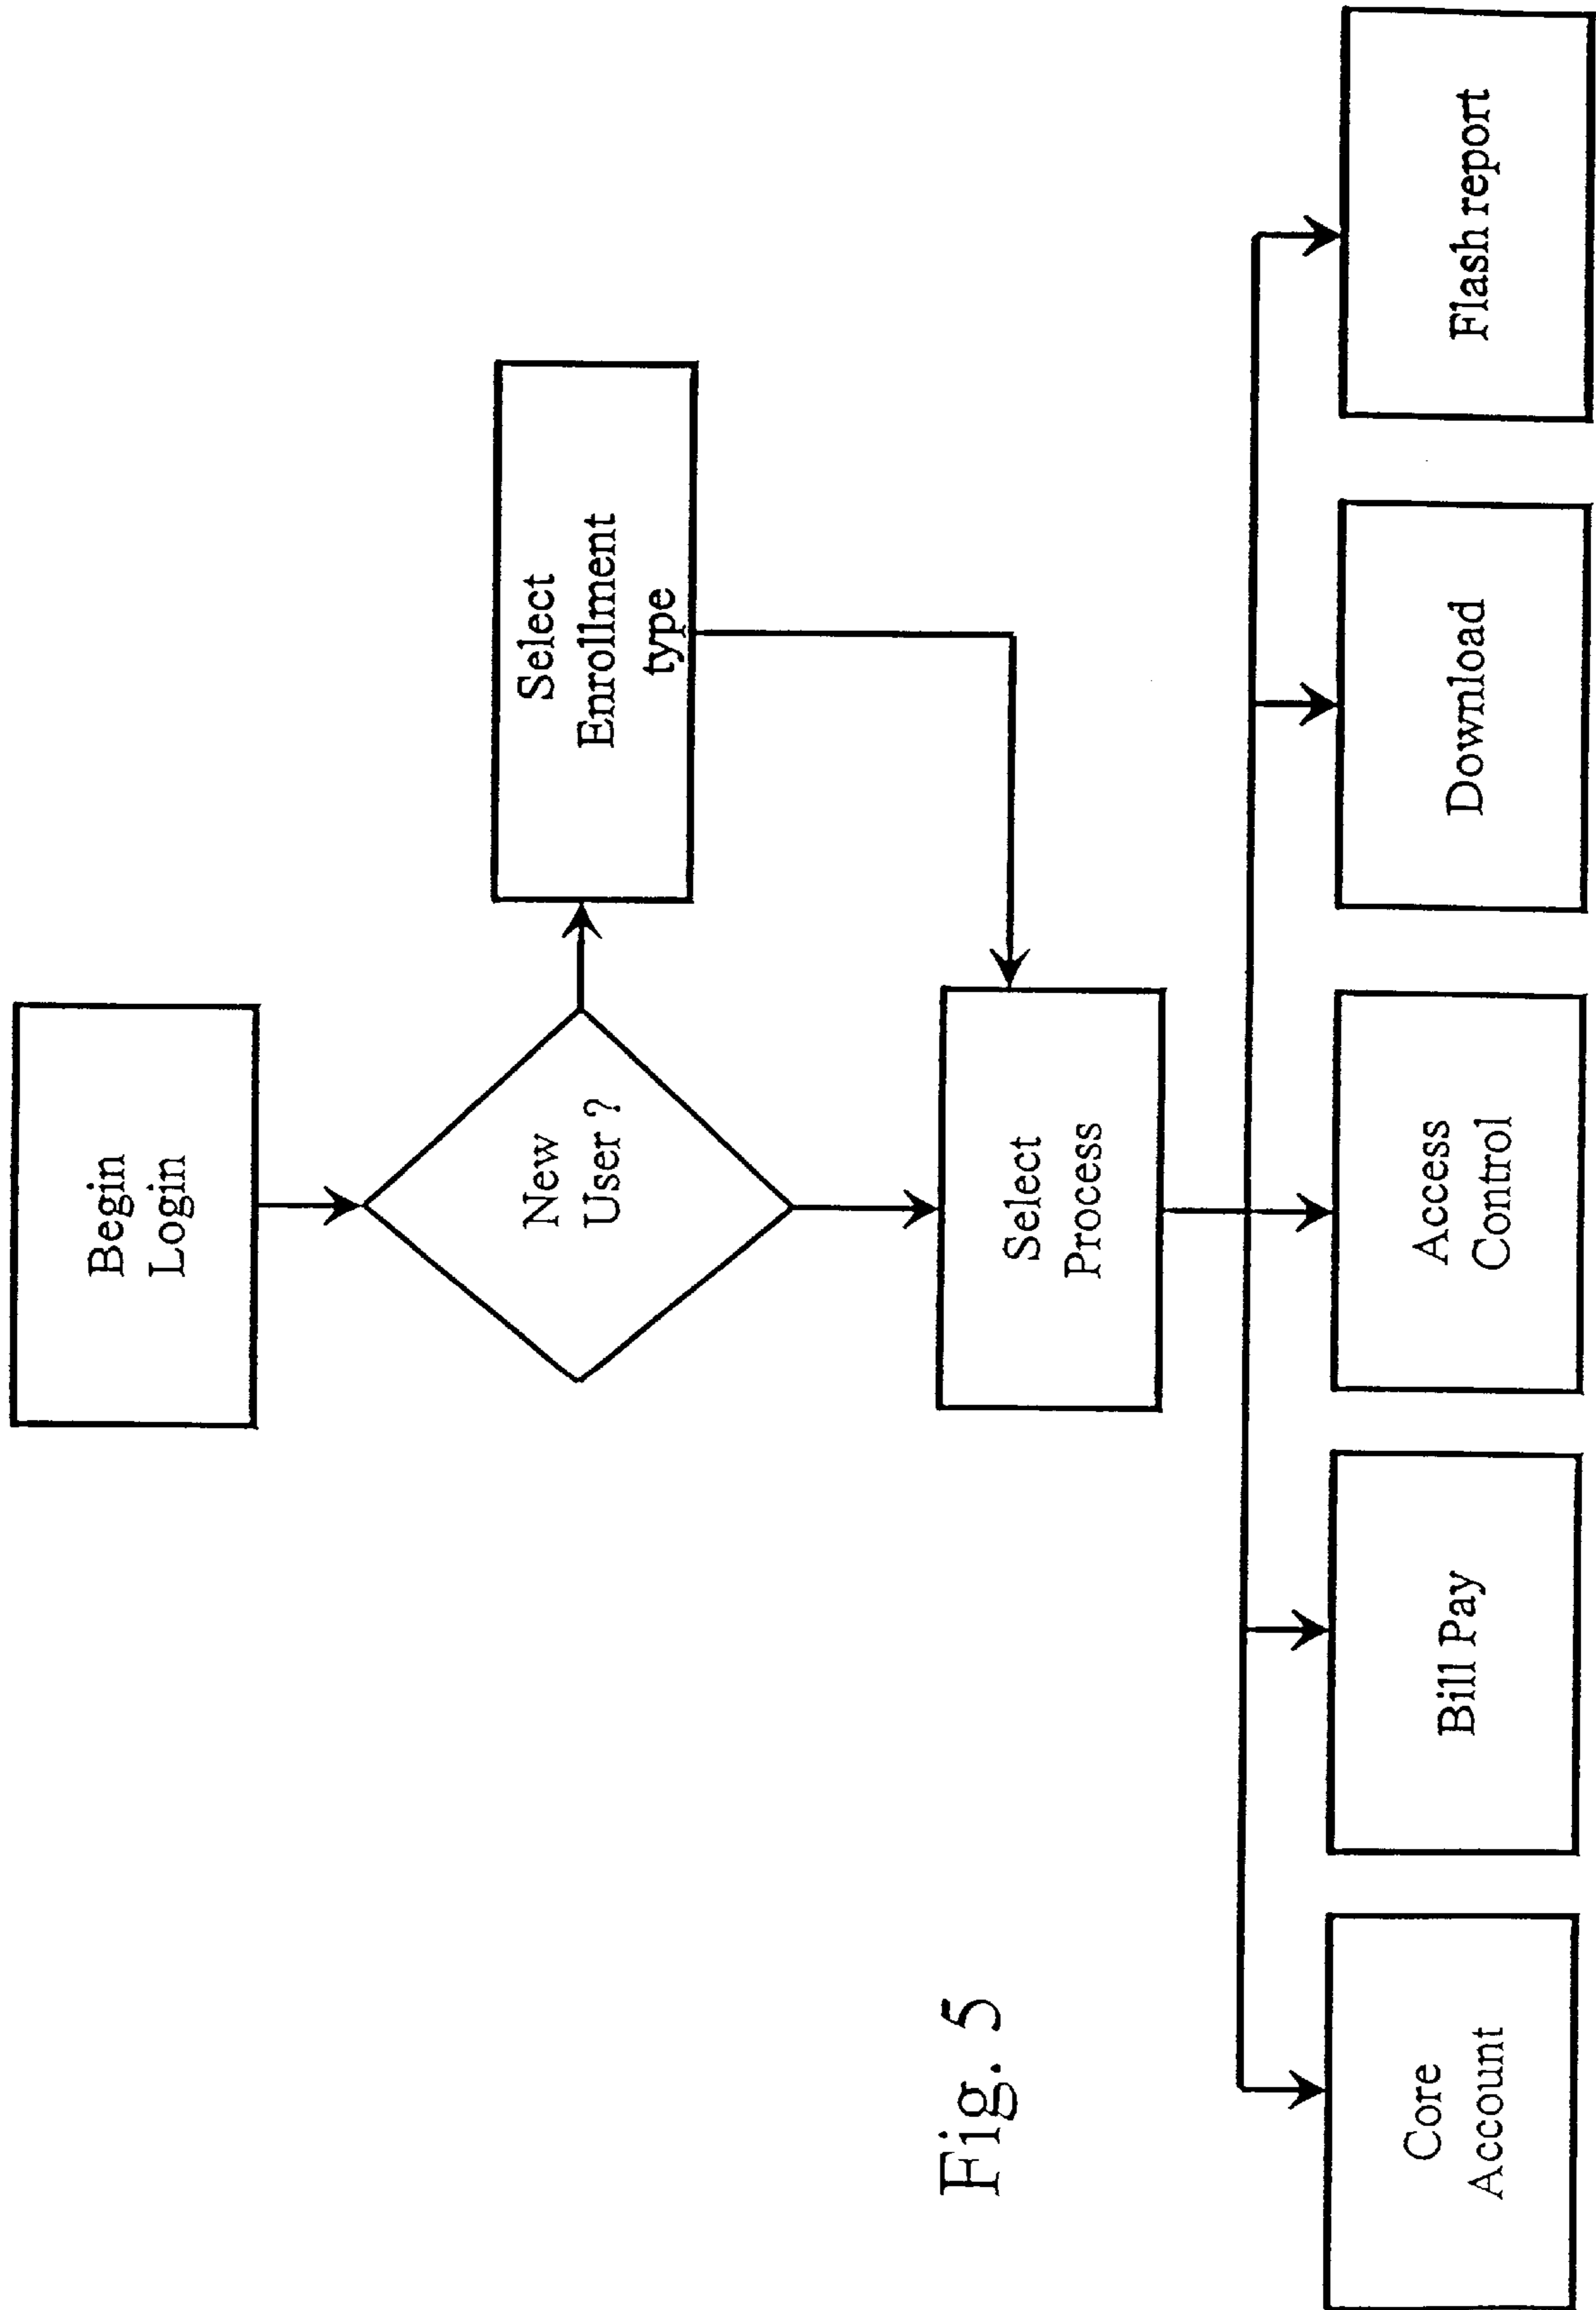 Begin
Login
New
User ?
Select
Enrollment
type
Select
Process
Fig. 5
Core
Account
Bill Pay
Access
Control
Download
Flash report